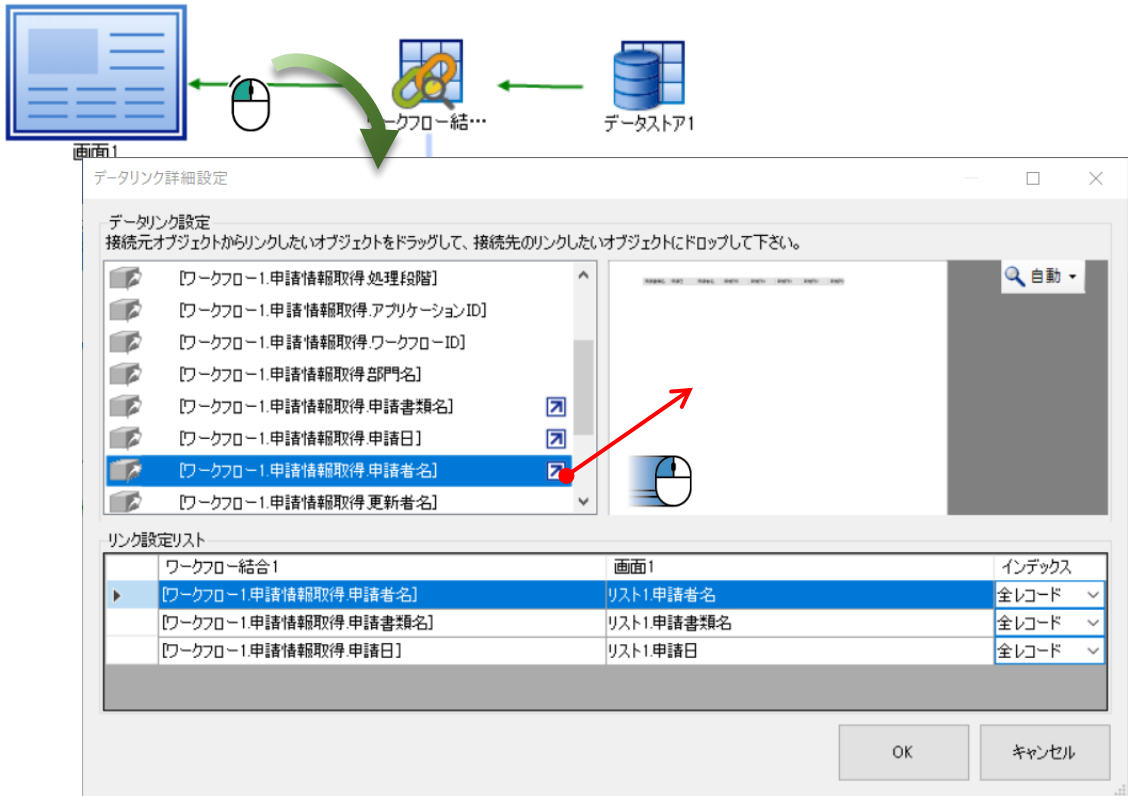 ワークフロー結…
データストア1
画面1
データリンク詳細設定
データリンク設定
接続元オブジェクトからリンクしたいオブジェクトをドラッグして、接続先のリンクしたいオブジェクトにドロップして下さい。
[ワークフロー1.申請情報取得.処理段階]
自動
[ワークフロー1.申請情報取得.アプリケーションID]
[ワークフロー1.申請情報取得.ワークフローID]
[ワークフロー1.申請情報取得.部門名]
[ワークフロー1.申請情報取得.申請書類名]
[ワークフロー1.申請情報取得.申請日]
[ワークフロー1.申請情報取得.申請者名]
[ワークフロー1.申請情報取得.更新者名]
リンク設定リスト
ワークフロー結合1 画面1 インデックス
[ワークフロー1.申請情報取得.申請者名] リスト1.申請者名 全レコード
[ワークフロー1.申請情報取得.申請書類名] リスト1.申請書類名 全レコード
[ワークフロー1.申請情報取得.申請日] リスト1.申請日 全レコード
OK キャンセル